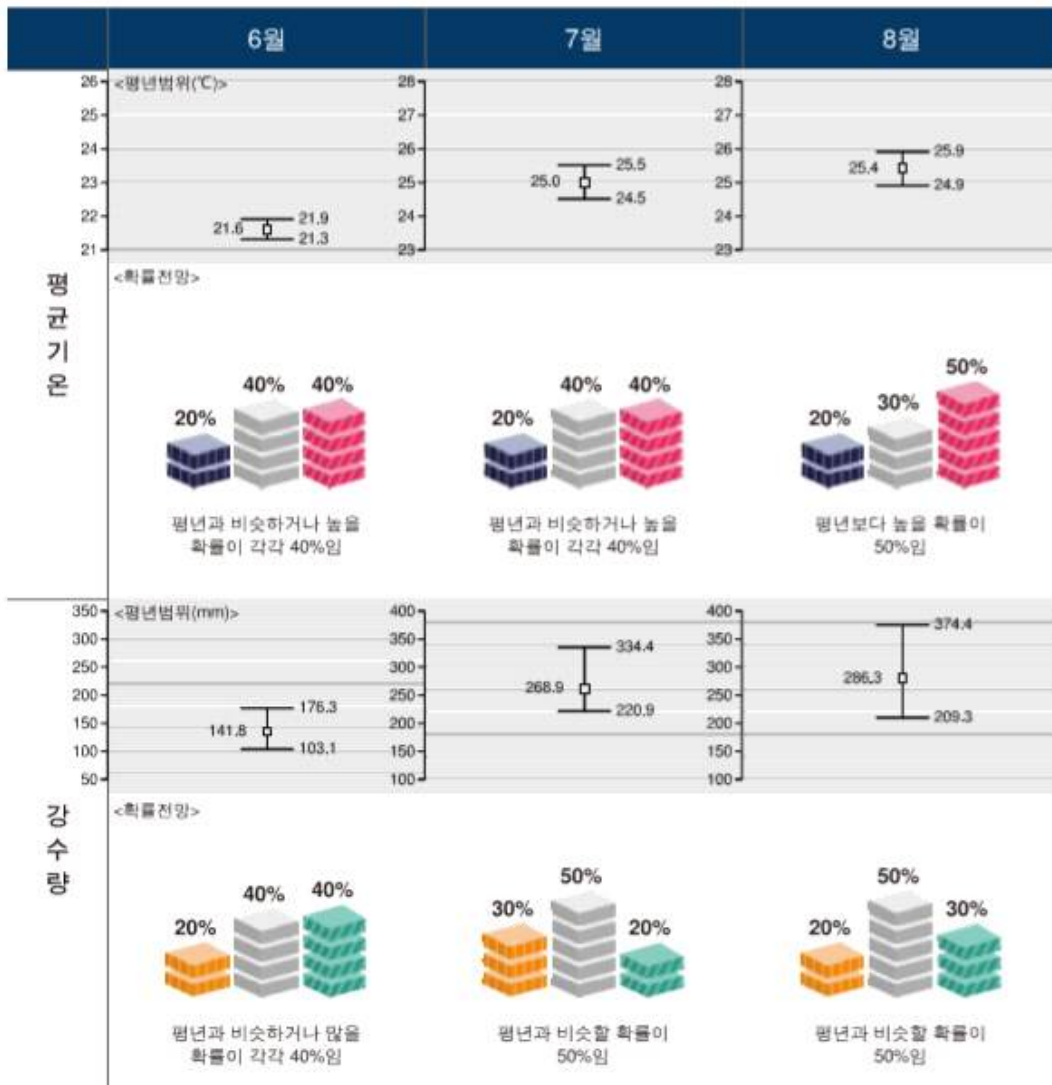 6월 7월 8월
평균기온
<평년범위(℃)>
26 25 24 23 22 21
21.6 21.9 21.3
28 27 26 25 24 23
25.0 25.5 24.5
28 27 26 25 24 23
25.4 25.9 24.9
<확률전망>
20% 40% 40%
평년과 비슷하거나 높을
확률이 각각 40%임
20% 40% 40%
평년과 비슷하거나 높을
확률이 각각 40%임
20% 30% 50%
평년보다 높을 확률이
50%임
강수량
<평년범위(mm)>
350 300 250 200 150 100 50
141.8 176.3 103.1
400 350 300 250 200 150 100
268.9 334.4 220.9
400 350 300 250 200 150 100
286.3 374.4 209.3
<확률전망>
20% 40% 40%
평년과 비슷하거나 많을
확률이 각각 40%임
30% 50% 20%
평년과 비슷할 확률이
50%임
20% 50% 30%
평년과 비슷할 확률이
50%임